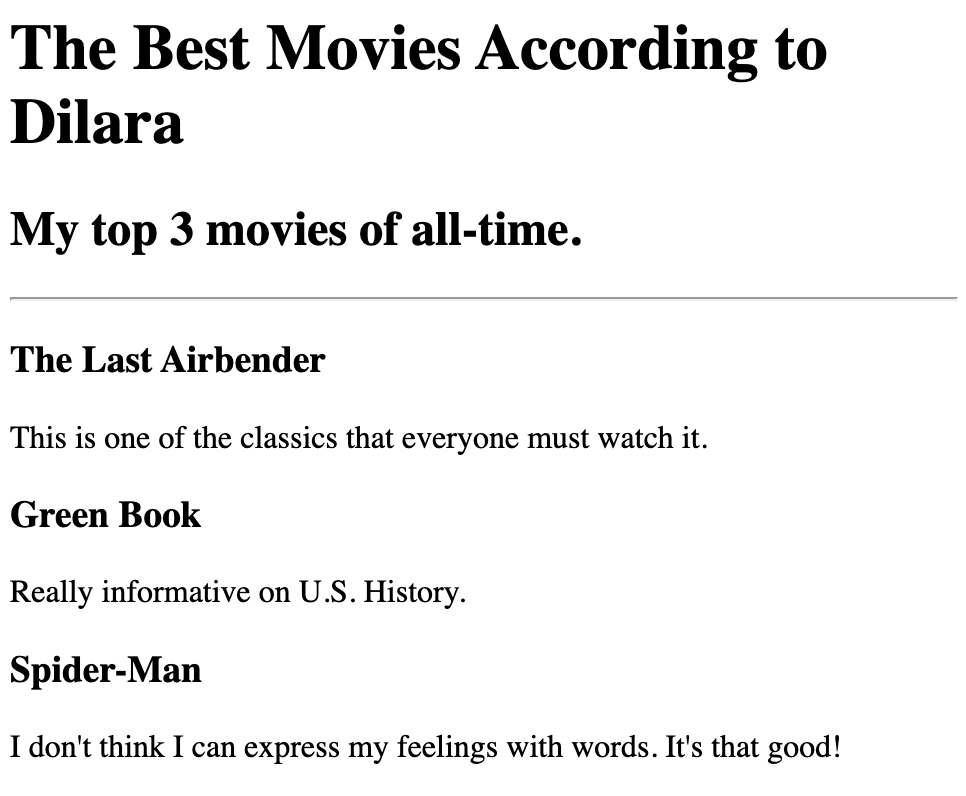 The Best Movies According to
Dilara
My top 3 movies of all-time.
The Last Airbender
This is one of the classics that everyone must watch it.
Green Book
Really informative on U.S. History.
Spider-Man
I don't think I can express my feelings with words. It's that good!